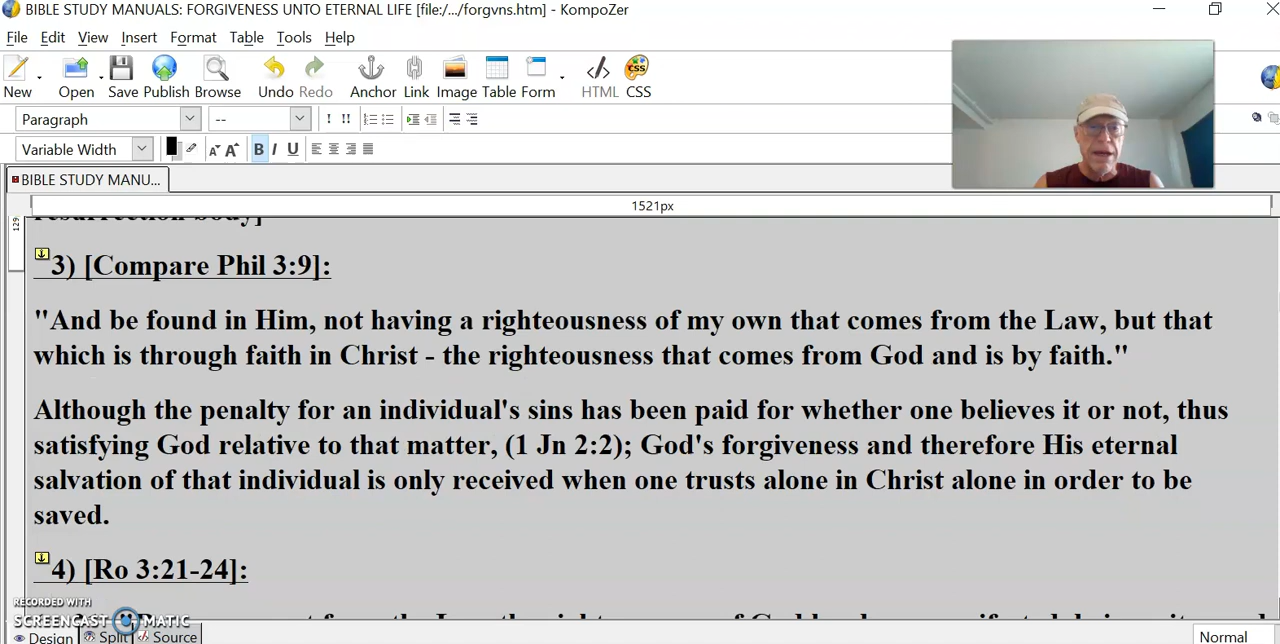 BIBLE STUDY MANUALS: FORGIVENESS UNTO ETERNAL LIFE [file:/.../forgvns.htm] - KompoZer
File Edit View Insert Format Table Tools Help
New Open Save Publish Browse Undo Redo Anchor Link Image Table Form HTML CSS
Paragraph -- ! !!
Variable Width A A B I U
BIBLE STUDY MANU...
1521px
resurrection body]
3) [Compare Phil 3:9]:
"And be found in Him, not having a righteousness of my own that comes from the Law, but that
which is through faith in Christ - the righteousness that comes from God and is by faith."
Although the penalty for an individual's sins has been paid for whether one believes it or not, thus
satisfying God relative to that matter, (1 Jn 2:2); God's forgiveness and therefore His eternal
salvation of that individual is only received when one trusts alone in Christ alone in order to be
saved.
4) [Ro 3:21-24]:
RECORDED WITH
SCREENCAST MATIC
Design Split Source Normal